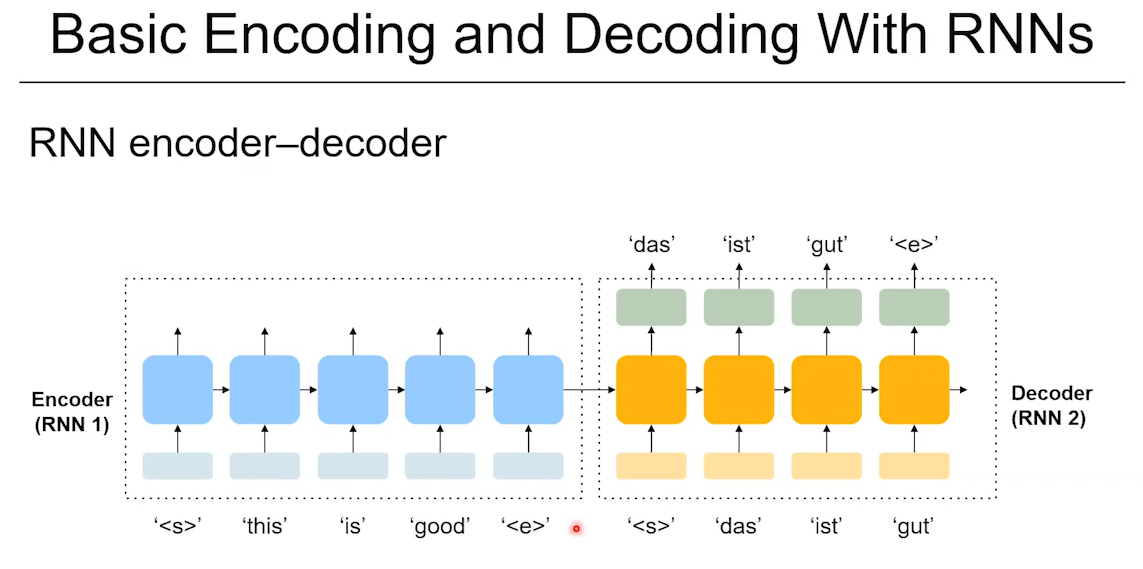 Basic Encoding and Decoding With RNNs
RNN encoder–decoder
‘das’ ‘ist’ ‘gut’ ‘<e>’
Encoder
(RNN 1)
Decoder
(RNN 2)
‘<s>’ ‘this’ ‘is’ ‘good’ ‘<e>’ ‘<s>’ ‘das’ ‘ist’ ‘gut’